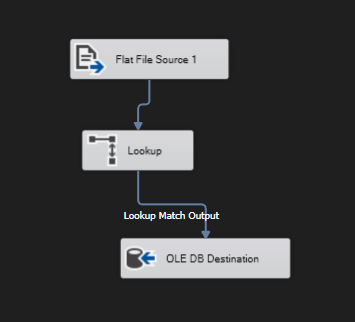 Flat File Source 1
Lookup
Lookup Match Output
OLE DB Destination